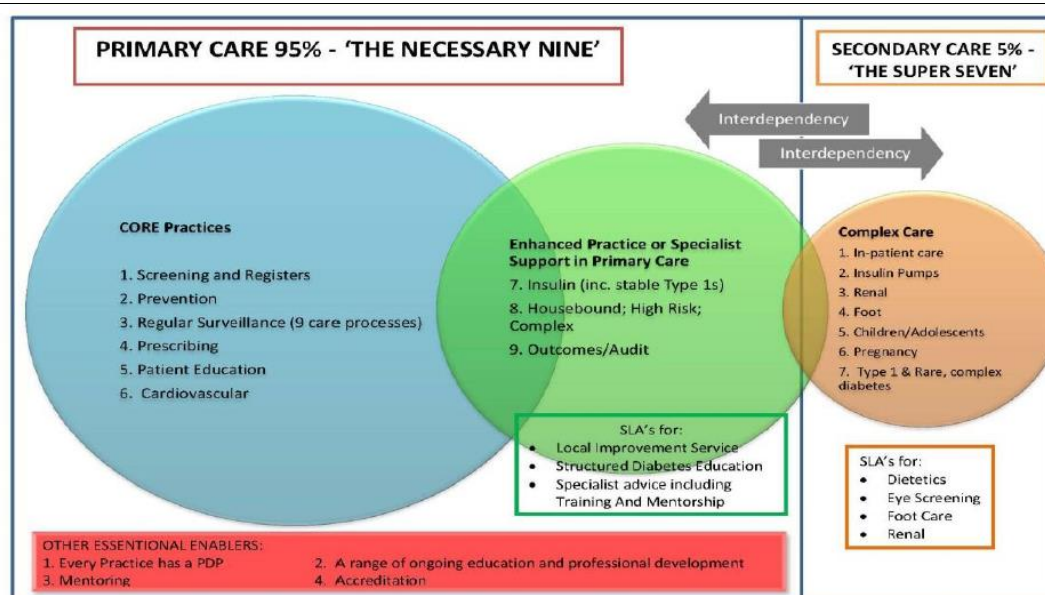 PRIMARY CARE 95% - ‘THE NECESSARY NINE’
SECONDARY CARE 5% -
‘THE SUPER SEVEN’
Interdependency
Interdependency
CORE Practices
1. Screening and Registers
2. Prevention
3. Regular Surveillance (9 care processes)
4. Prescribing
5. Patient Education
6. Cardiovascular
Enhanced Practice or Specialist
Support in Primary Care
7. Insulin (inc. stable Type 1s)
8. Housebound; High Risk;
Complex
9. Outcomes/Audit
Complex Care
1. In-patient care
2. Insulin Pumps
3. Renal
4. Foot
5. Children/Adolescents
6. Pregnancy
7. Type 1 & Rare, complex
diabetes
SLA's for:
• Local Improvement Service
• Structured Diabetes Education
• Specialist advice including
Training And Mentorship
SLA's for:
• Dietetics
• Eye Screening
• Foot Care
• Renal
OTHER ESSENTIONAL ENABLERS:
1. Every Practice has a PDP 2. A range of ongoing education and professional development
3. Mentoring 4. Accreditation